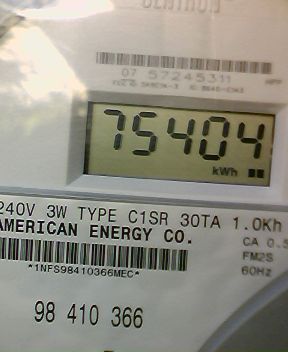 CENTRON
07 57245311
75404
kWh
240V 3W TYPE C1SR 30TA 1.0Kh
AMERICAN ENERGY CO.
CA 0.5
FM2S
60Hz
*1NFS98410366MEC*
98 410 366